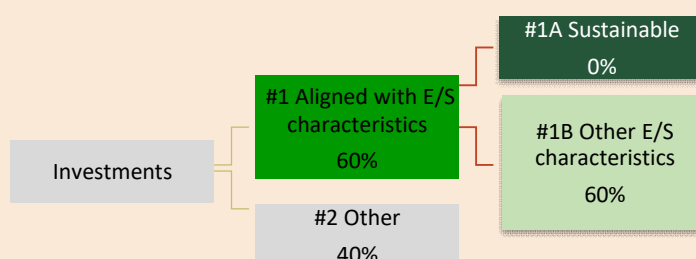 Investments
#1 Aligned with E/S
characteristics
60%
#2 Other
40%
#1A Sustainable
0%
#1B Other E/S
characteristics
60%